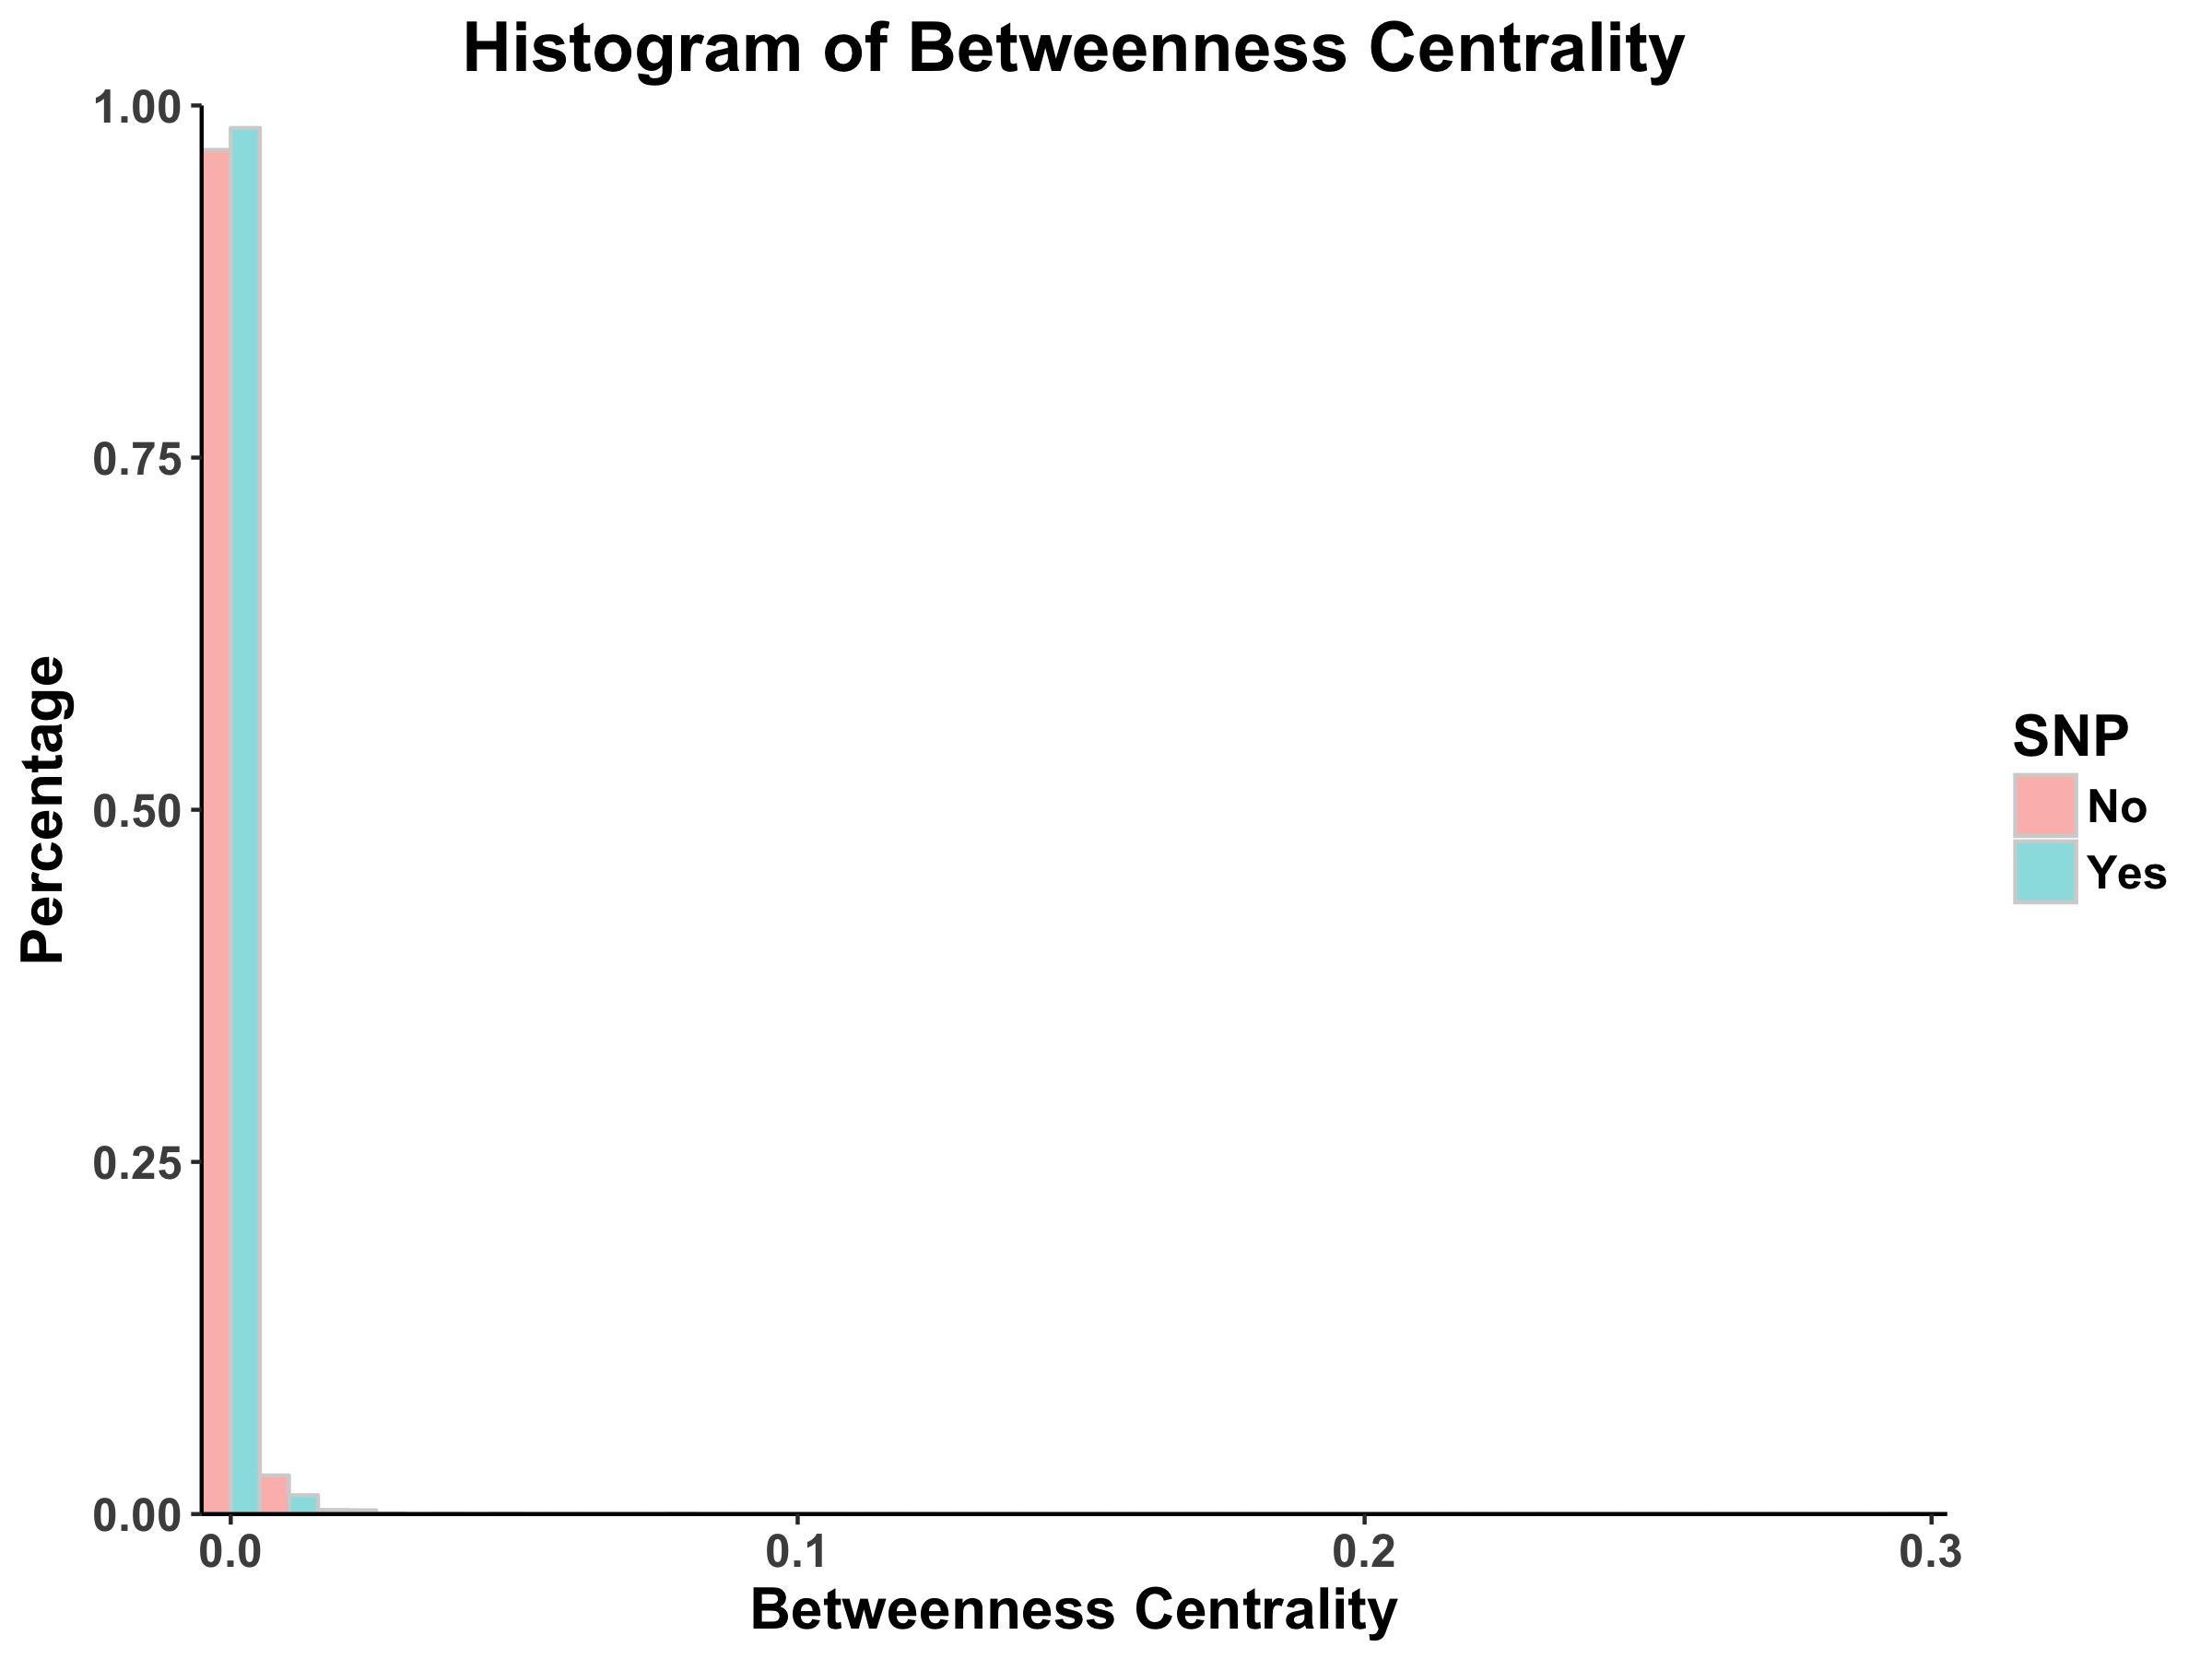 Histogram of Betweenness Centrality
1.00
0.75
0.50
0.25
0.00
Percentage
0.0 0.1 0.2 0.3
Betweenness Centrality
SNP
No
Yes